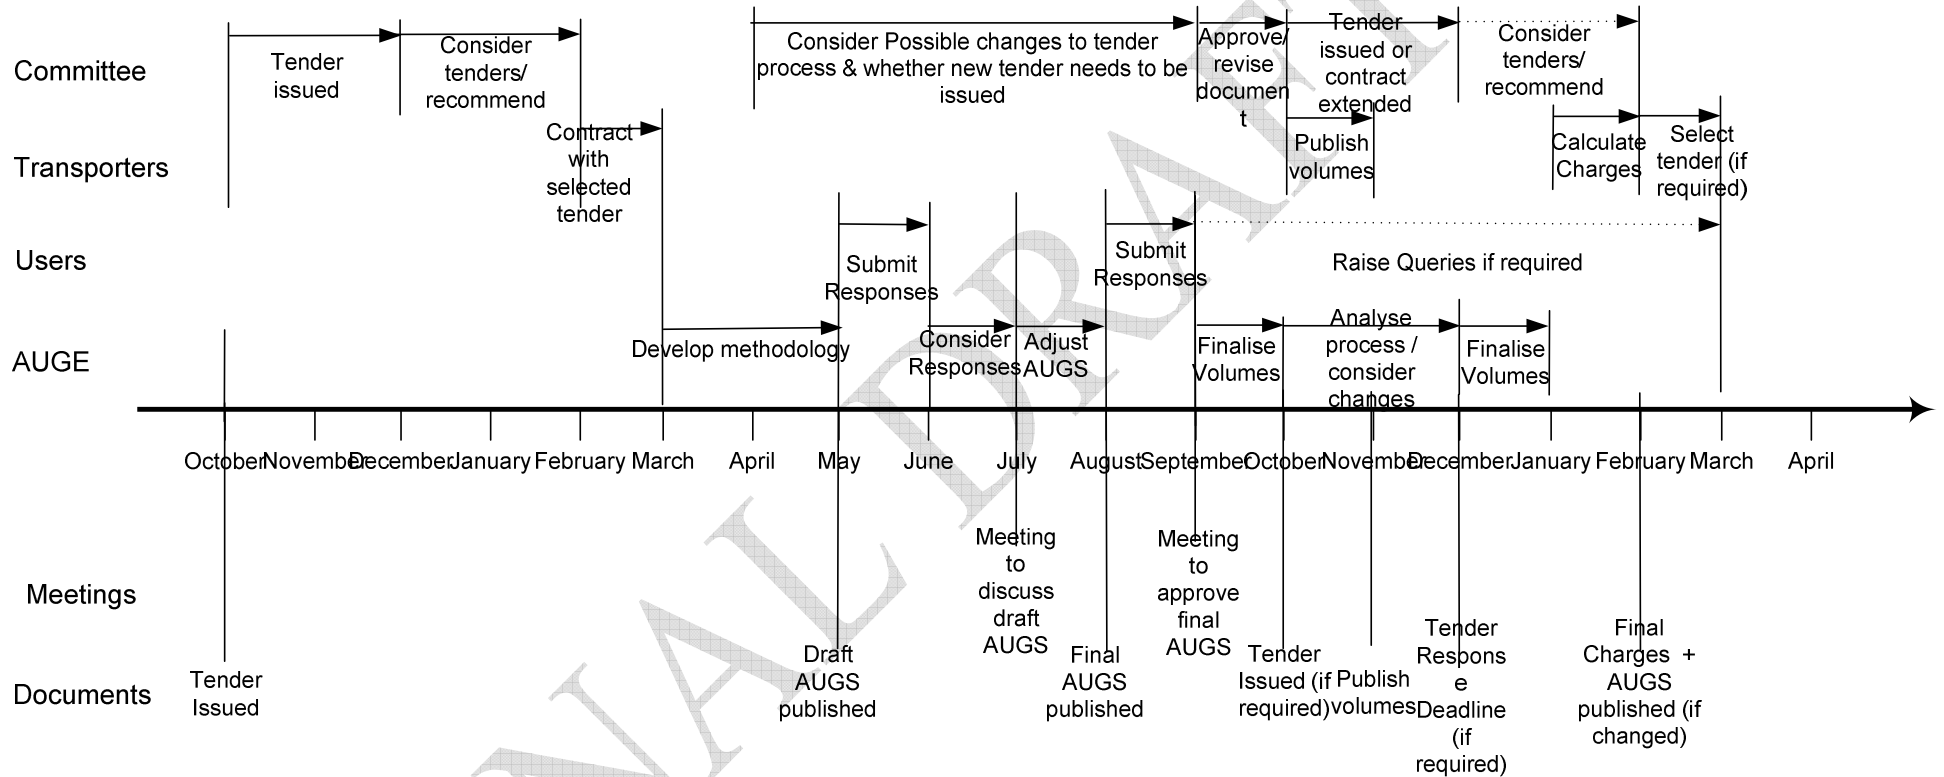 Committee
Tender
issued
Consider
tenders/
recommend
Consider Possible changes to tender
process & whether new tender needs to be
issued
Approve/
revise
documen
t
Tender
issued or
contract
extended
Consider
tenders/
recommend
Transporters
Contract
with
selected
tender
Publish
volumes
Calculate
Charges
Select
tender (if
required)
Users
Submit
Responses
Submit
Responses
Raise Queries if required
AUGE
Develop methodology
Consider
Responses
Adjust
AUGS
Finalise
Volumes
Analyse
process /
consider
changes
Finalise
Volumes
October November December January February March April May June July August September October November December January February March April
Meetings
Meeting
to
discuss
draft
AUGS
Meeting
to
approve
final
AUGS
Documents
Tender
Issued
Draft
AUGS
published
Final
AUGS
published
Tender
Issued (if
required)
Publish
volumes
Tender
Respons
e
Deadline
(if
required)
Final
Charges +
AUGS
published (if
changed)
NAL DRAFT